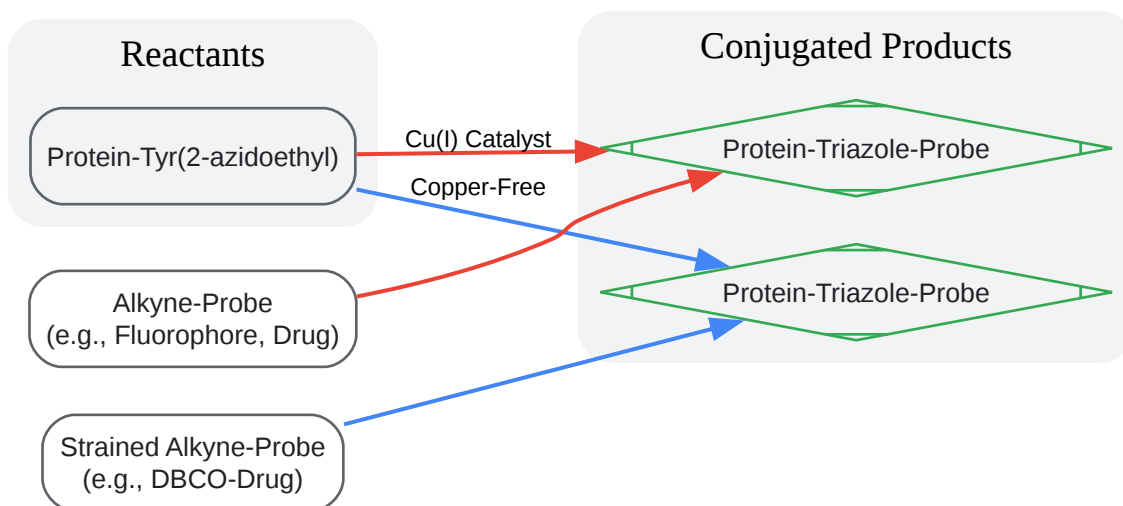 Reactants
Conjugated Products
Protein-Tyr(2-azidoethyl)
Cu(I) Catalyst
Protein-Triazole-Probe
Copper-Free
Alkyne-Probe
(e.g., Fluorophore, Drug)
Protein-Triazole-Probe
Strained Alkyne-Probe
(e.g., DBCO-Drug)